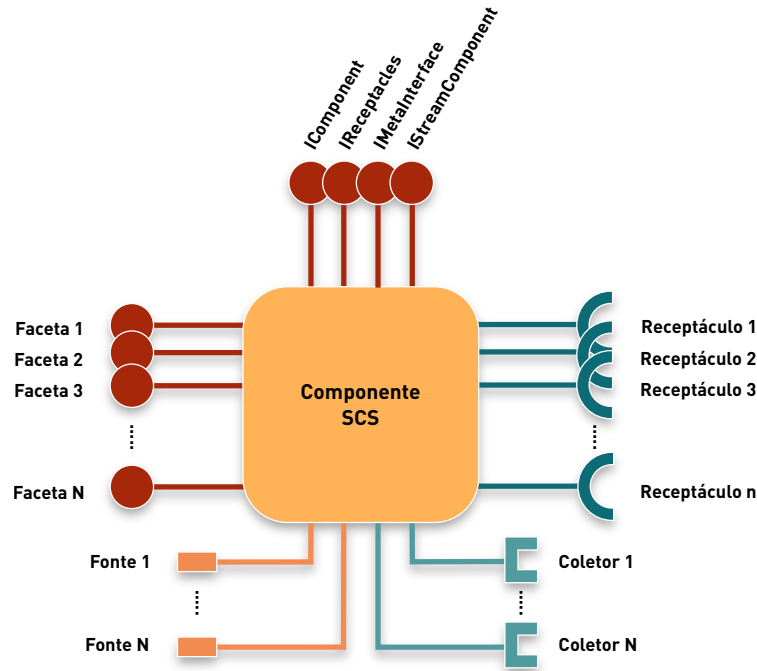 IComponent
IReceptacles
IMetaInterface
IStreamComponent
Faceta 1
Faceta 2
Faceta 3
Faceta N
Componente
SCS
Receptáculo 1
Receptáculo 2
Receptáculo 3
Receptáculo n
Fonte 1
Fonte N
Coletor 1
Coletor N